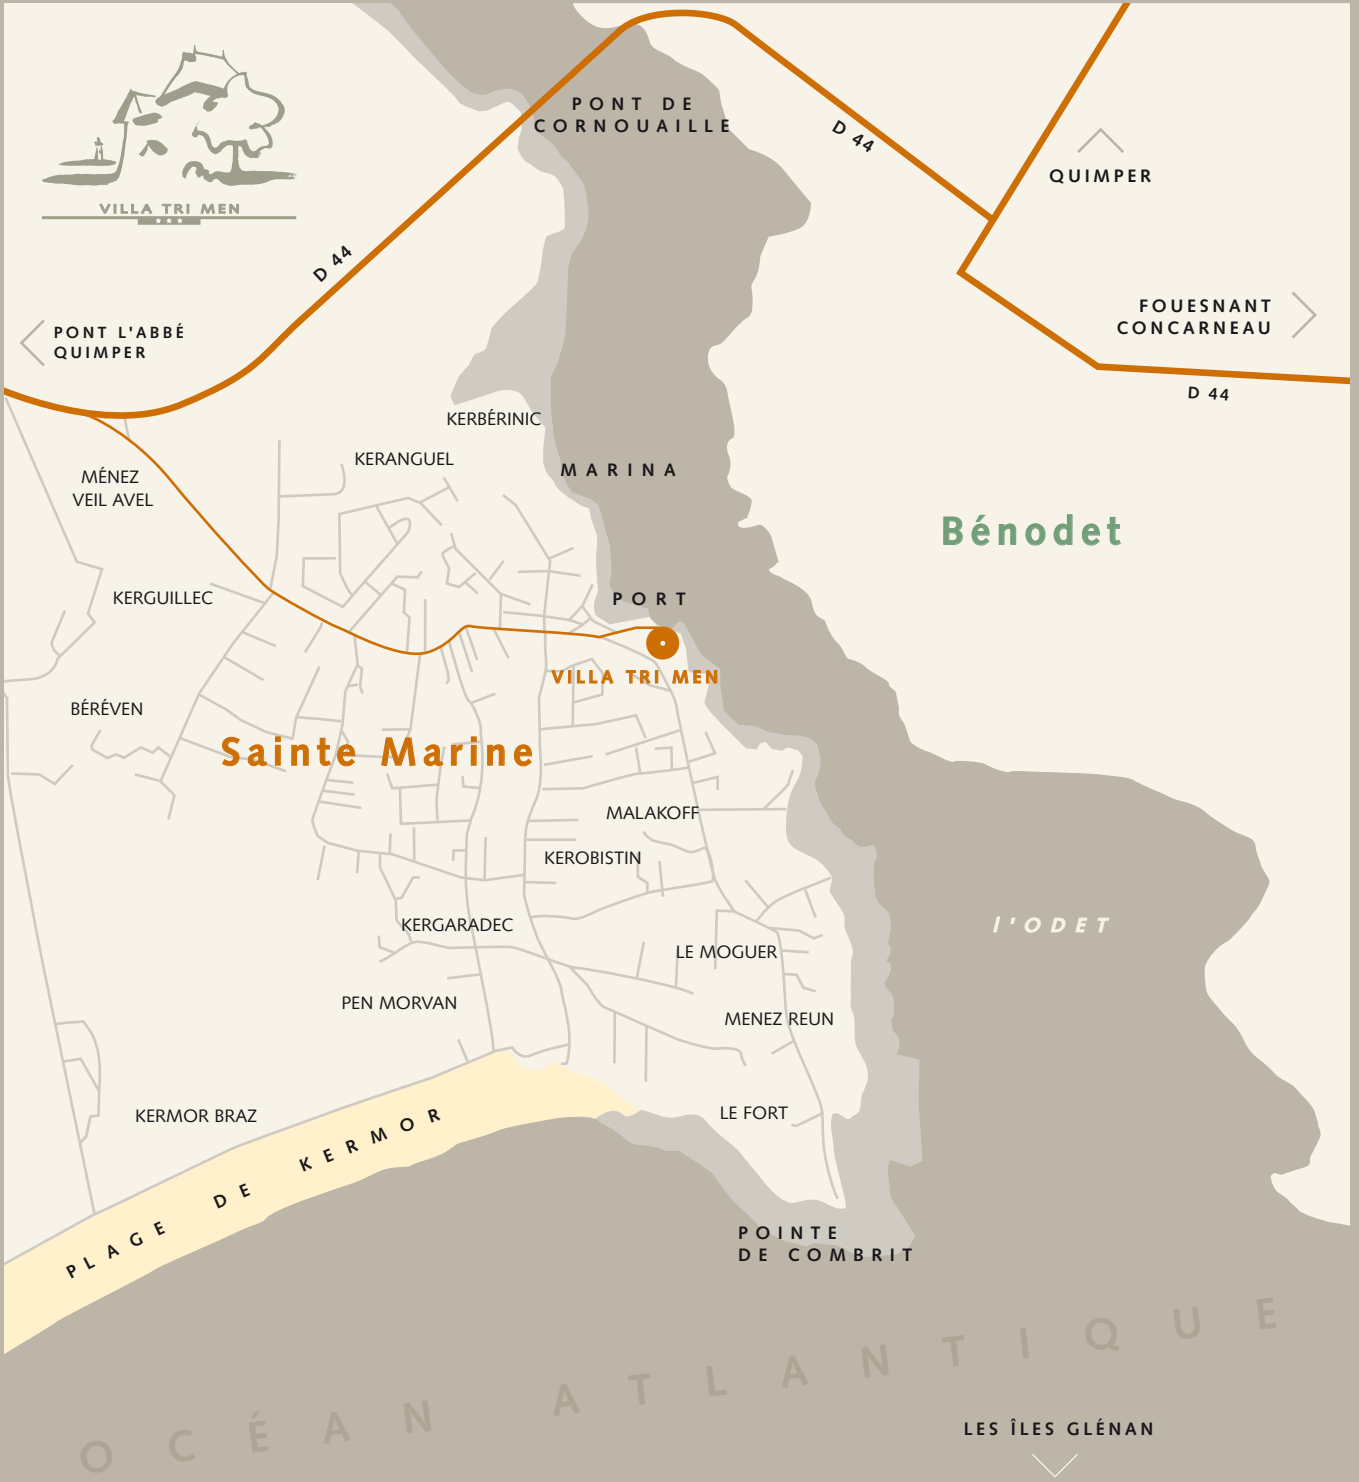 PONT DE
CORNOUAILLE
D 44
QUIMPER
VILLA TRI MEN
D 44
FOUESNANT
CONCARNEAU
PONT L'ABBÉ
QUIMPER
D 44
KERBÉRINIC
KERANGUEL
MARINA
MÉNEZ
VEIL AVEL
Bénodet
KERGUILLEC
PORT
VILLA TRI MEN
BÉRÉVEN
Sainte Marine
MALAKOFF
KEROBISTIN
KERGARADEC
l'ODET
LE MOGUER
PEN MORVAN
MENEZ REUN
KERMOR BRAZ
LE FORT
PLAGE DE KERMOR
POINTE
DE COMBRIT
OCÉAN ATLANTIQUE
LES ÎLES GLÉNAN